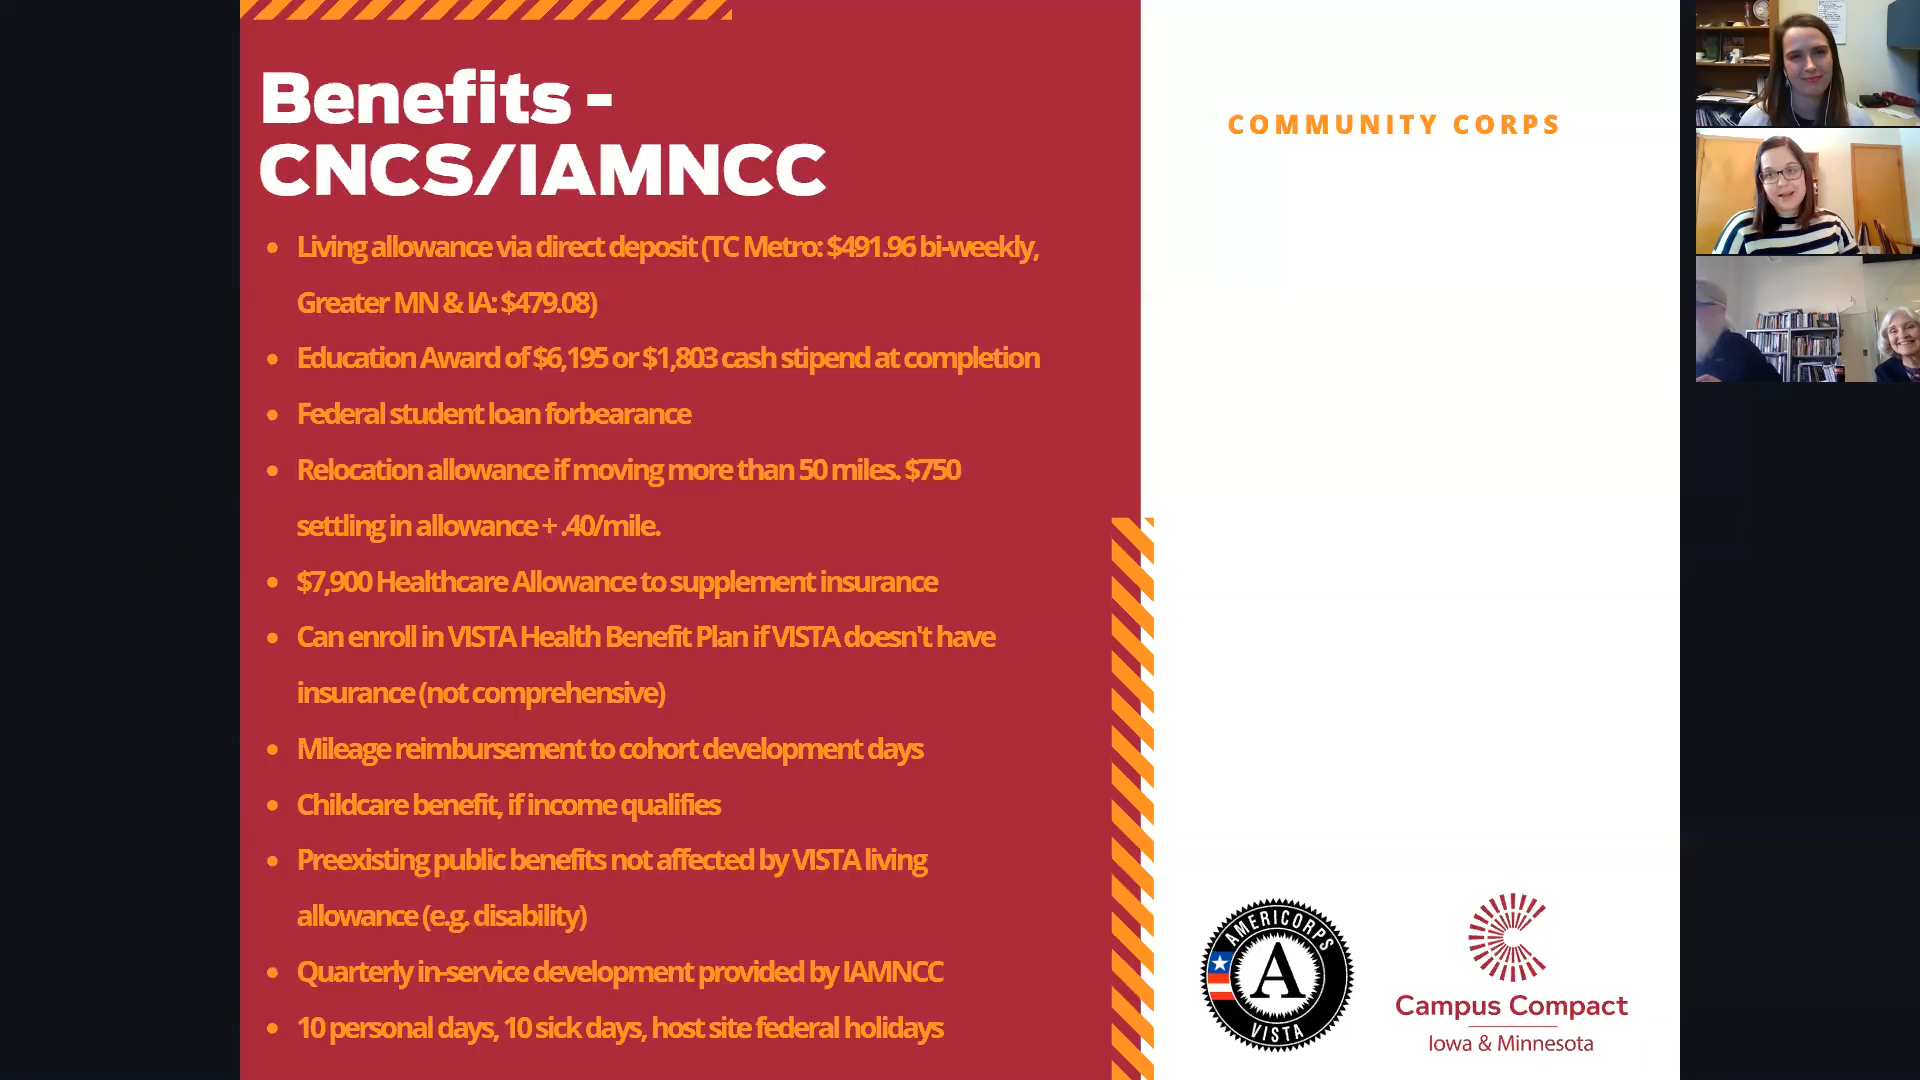 Benefits -
CNCS/IAMNCC
Living allowance via direct deposit (TC Metro: $491.96 bi-weekly,
Greater MN & IA: $479.08)
Education Award of $6,195 or $1,803 cash stipend at completion
Federal student loan forbearance
Relocation allowance if moving more than 50 miles. $750
settling in allowance + .40/mile.
$7,900 Healthcare Allowance to supplement insurance
Can enroll in VISTA Health Benefit Plan if VISTA doesn't have
insurance (not comprehensive)
Mileage reimbursement to cohort development days
Childcare benefit, if income qualifies
Preexisting public benefits not affected by VISTA living
allowance (e.g. disability)
Quarterly in-service development provided by IAMNCC
10 personal days, 10 sick days, host site federal holidays
COMMUNITY CORPS
AMERICORPS
A
VISTA
Campus Compact
Iowa & Minnesota